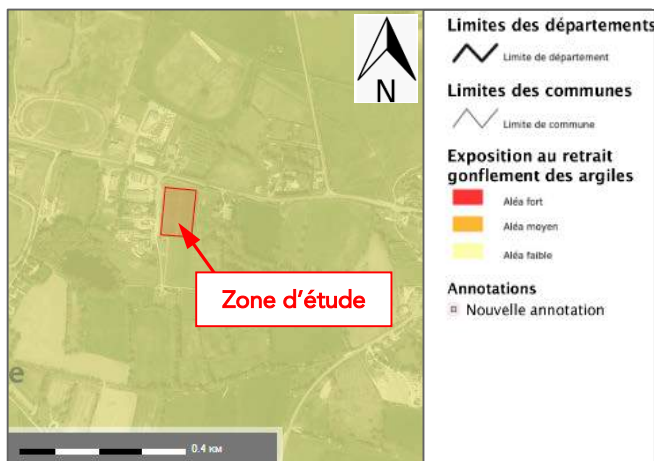 N
Zone d'étude
e
0.4 км
Limites des départements
Limite de département
Limites des communes
Limite de commune
Exposition au retrait
gonflement des argiles
Aléa fort
Aléa moyen
Aléa faible
Annotations
Nouvelle annotation